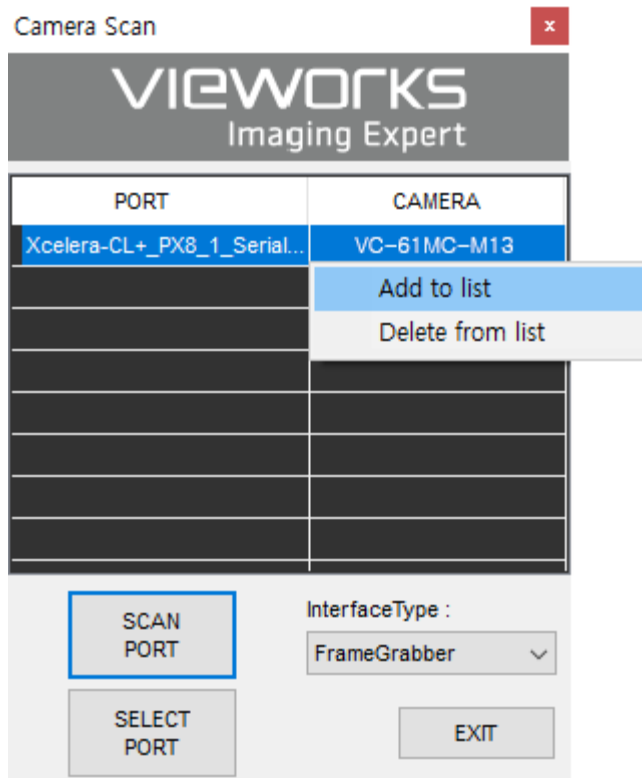 Camera Scan
x
vieworks
Imaging Expert
PORT CAMERA
Xcelera-CL+_PX8_1_Serial... VC-61MC-M13
Add to list
Delete from list
SCAN
PORT
InterfaceType :
FrameGrabber
SELECT
PORT
EXIT